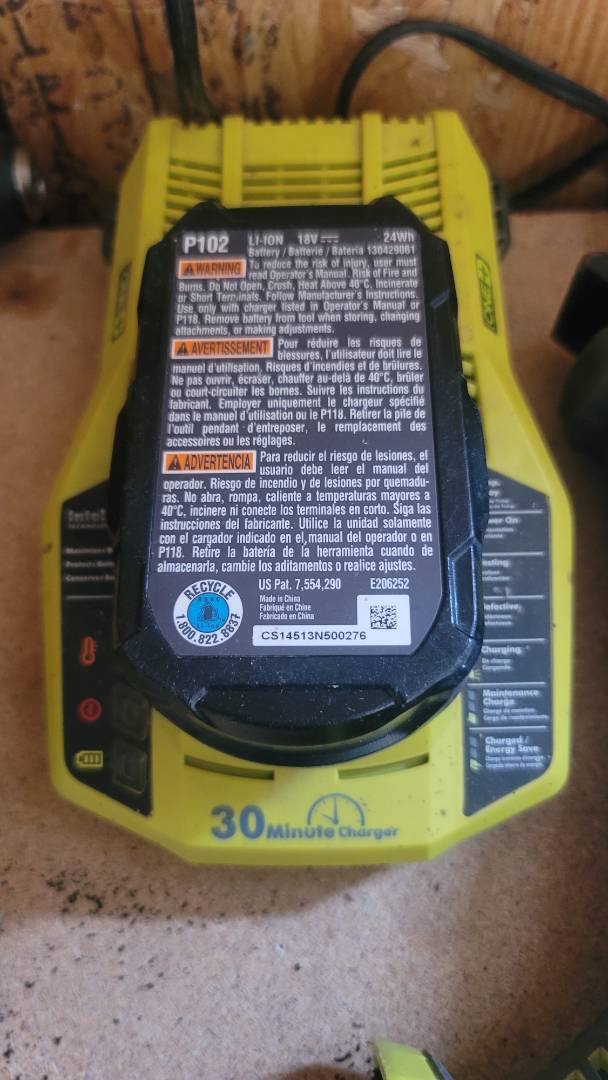 P102 LI-ION 18V 24Wh
Battery / Batterie / Bateria 130429001
WARNING To reduce the risk of injury, user must
read Operator's Manual. Risk of Fire and
Burns. Do Not Open, Crush, Heat Above 40°C, Incinerate
or Short Terminals. Follow Manufacturer's Instructions.
Use only with charger listed in Operator's Manual or
P118. Remove battery from tool when storing, changing
attachments, or making adjustments.
AVERTISSEMENT Pour réduire les risques de
blessures, l'utilisateur doit lire le
manuel d'utilisation. Risques d'incendies et de brûlures.
Ne pas ouvrir, écraser, chauffer au-delà de 40°C, brûler
ou court-circuiter les bornes. Suivre les instructions du
fabricant. Employer uniquement le chargeur spécifié
dans le manuel d'utilisation ou le P118. Retirer la pile de
l'outil pendant d'entreposer, le remplacement des
accessoires ou les réglages.
ADVERTENCIA Para reducir el riesgo de lesiones, el
usuario debe leer el manual del
operador. Riesgo de incendio y de lesiones por quemadu-
ras. No abra, rompa, caliente a temperaturas mayores a
40°C, incinere ni conecte los terminales en corto. Siga las
instrucciones del fabricante. Utilice la unidad solamente
con el cargador indicado en el manual del operador o en
P118. Retire la batería de la herramienta cuando de
almacenarla, cambie los aditamentos o realice ajustes.
US Pat. 7,554,290 E206252
Made in China
Fabriqué en Chine
Fabricado en China
CS14513N500276
RECYCLE
1.800.822.8837
ONE+
Charging
Maintenance
Charge
Charged /
Energy Save
30 Minute Charger